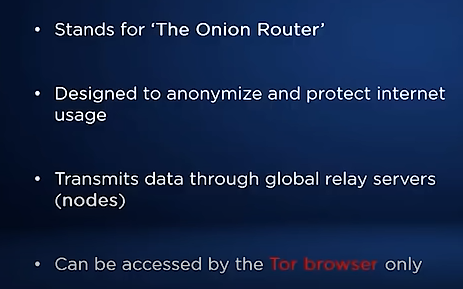 • Stands for ‘The Onion Router’
• Designed to anonymize and protect internet
usage
• Transmits data through global relay servers
(nodes)
• Can be accessed by the Tor browser only